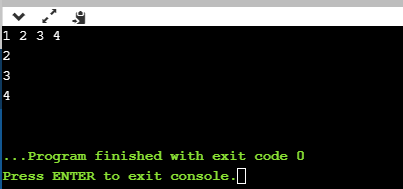 1 2 3 4
2
3
4
...Program finished with exit code 0
Press ENTER to exit console.